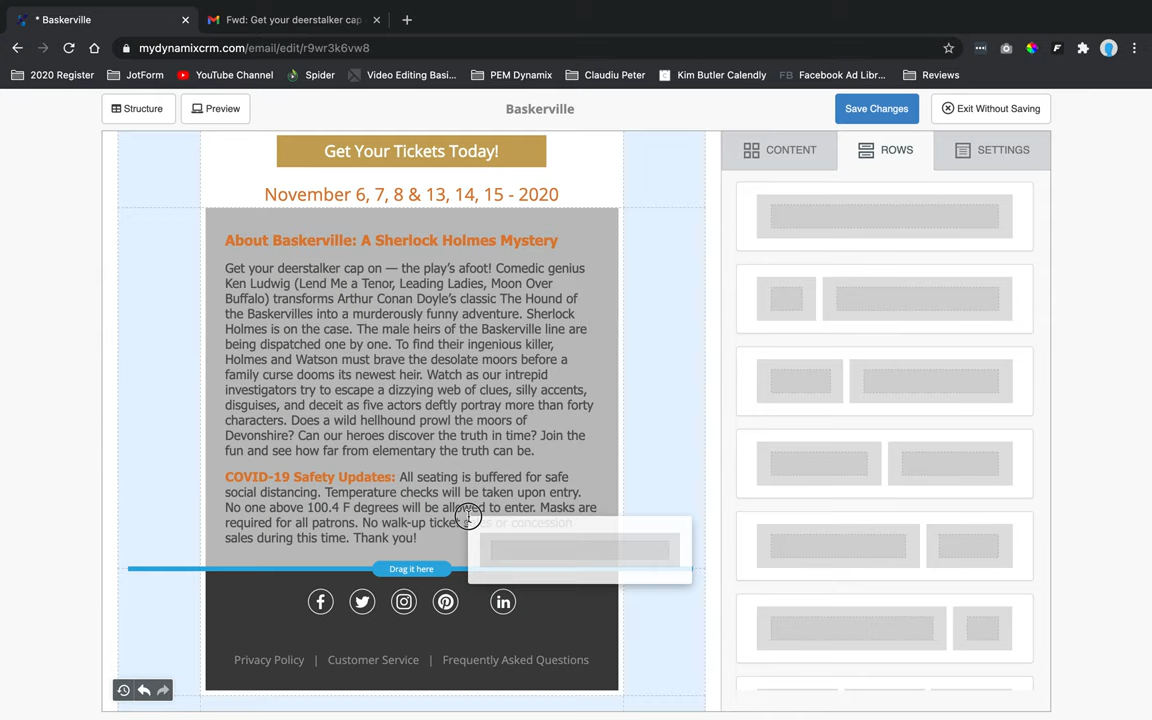 * Baskerville
Fwd: Get your deerstalker cap
mydynamixcrm.com/email/edit/r9wr3k6vw8
2020 Register
JotForm
YouTube Channel
Spider
Video Editing Basi...
PEM Dynamix
Claudiu Peter
Kim Butler Calendly
FB Facebook Ad Libr...
Reviews
Structure
Preview
Baskerville
Save Changes
Exit Without Saving
Get Your Tickets Today!
November 6, 7, 8 & 13, 14, 15 - 2020
About Baskerville: A Sherlock Holmes Mystery
Get your deerstalker cap on — the play's afoot! Comedic genius
Ken Ludwig (Lend Me a Tenor, Leading Ladies, Moon Over
Buffalo) transforms Arthur Conan Doyle's classic The Hound of
the Baskervilles into a murderously funny adventure. Sherlock
Holmes is on the case. The male heirs of the Baskerville line are
being dispatched one by one. To find their ingenious killer,
Holmes and Watson must brave the desolate moors before a
family curse dooms its newest heir. Watch as our intrepid
investigators try to escape a dizzying web of clues, silly accents,
disguises, and deceit as five actors deftly portray more than forty
characters. Does a wild hellhound prowl the moors of
Devonshire? Can our heroes discover the truth in time? Join the
fun and see how far from elementary the truth can be.
COVID-19 Safety Updates: All seating is buffered for safe
social distancing. Temperature checks will be taken upon entry.
No one above 100.4 F degrees will be allowed to enter. Masks are
required for all patrons. No walk-up ticket sales or concession
sales during this time. Thank you!
Drag it here
Privacy Policy | Customer Service | Frequently Asked Questions
CONTENT
ROWS
SETTINGS